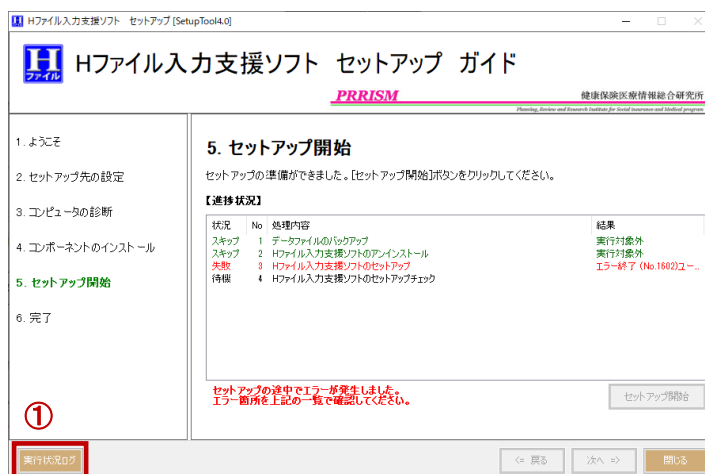 Hファイル入力支援ソフト セットアップ [SetupTool4.0]
H
ファイル
Hファイル入力支援ソフト セットアップ ガイド
PRRISM 健康保険医療情報総合研究所
Planning, Review and Research Institute for Social insurance and Medical program
1. ようこそ
2. セットアップ先の設定
3. コンピュータの診断
4. コンポーネントのインストール
5. セットアップ開始
6. 完了
5. セットアップ開始
セットアップの準備ができました。[セットアップ開始]ボタンをクリックしてください。
【進捗状況】
状況 No 処理内容 結果
スキップ 1 データファイルのバックアップ 実行対象外
スキップ 2 Hファイル入力支援ソフトのアンインストール 実行対象外
失敗 3 Hファイル入力支援ソフトのセットアップ エラー終了 (No.1602)ユー...
待機 4 Hファイル入力支援ソフトのセットアップチェック
セットアップの途中でエラーが発生しました。
エラー箇所を上記の一覧で確認してください。
セットアップ開始
①
実行状況ログ
<= 戻る
次へ =>
閉じる